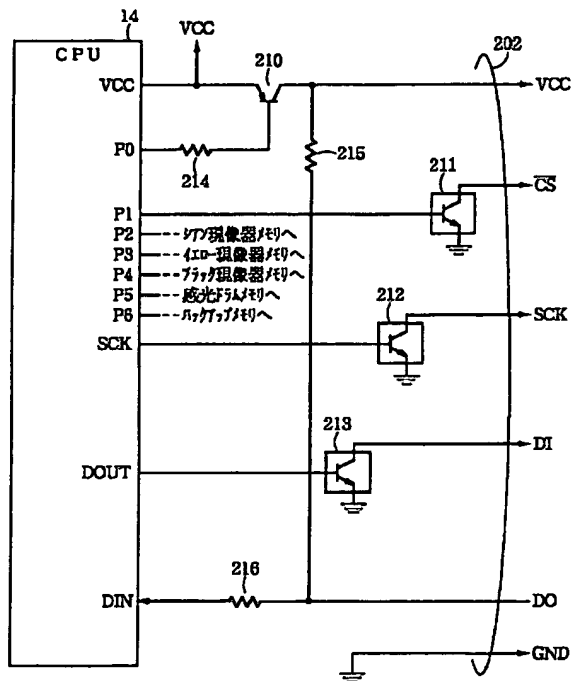 14
CPU
VCC
210
202
VCC
VCC
P0
214
215
211
CS
P1
P2 シアン現像器メモリへ
P3 イエロー現像器メモリへ
P4 ブラック現像器メモリへ
P5 感光ドラムメモリへ
P6 バックアップメモリへ
212
SCK
SCK
213
DI
DOUT
216
DIN
DO
GND